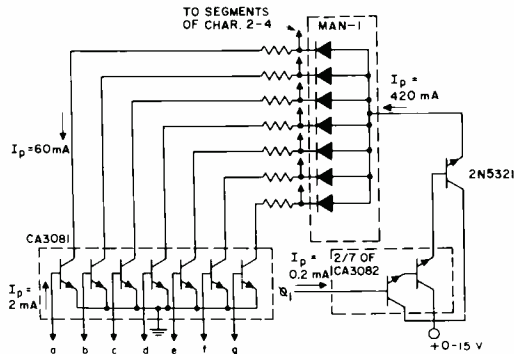 TO SEGMENTS
OF CHAR. 2-4
MAN-1
Ip =
420 mA
Ip =60mA
2N5321
CA3081
Ip =
2 mA
Ip =
0.2 mA
2/7 OF
CA3082
a b c d e f g
+0-15 V